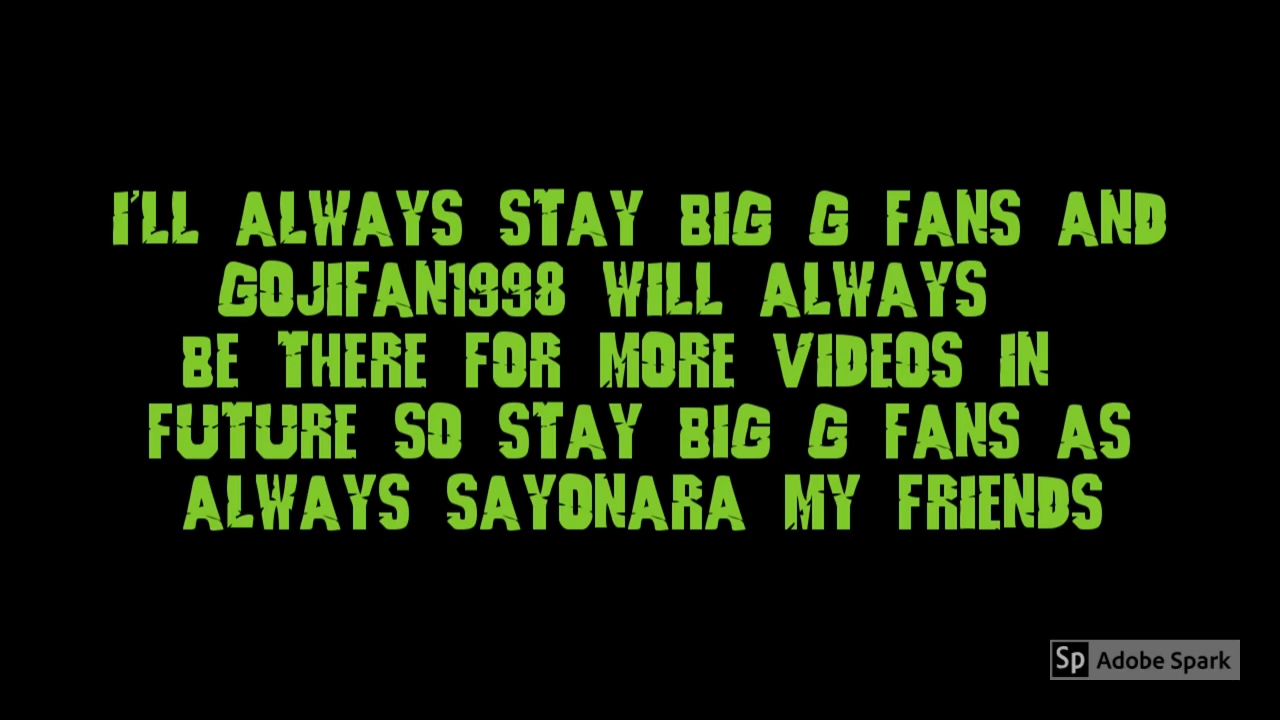 I'LL ALWAYS STAY BIG G FANS AND
GOJIFAN1998 WILL ALWAYS
BE THERE FOR MORE VIDEOS IN
FUTURE SO STAY BIG G FANS AS
ALWAYS SAYONARA MY FRIENDS
Sp Adobe Spark